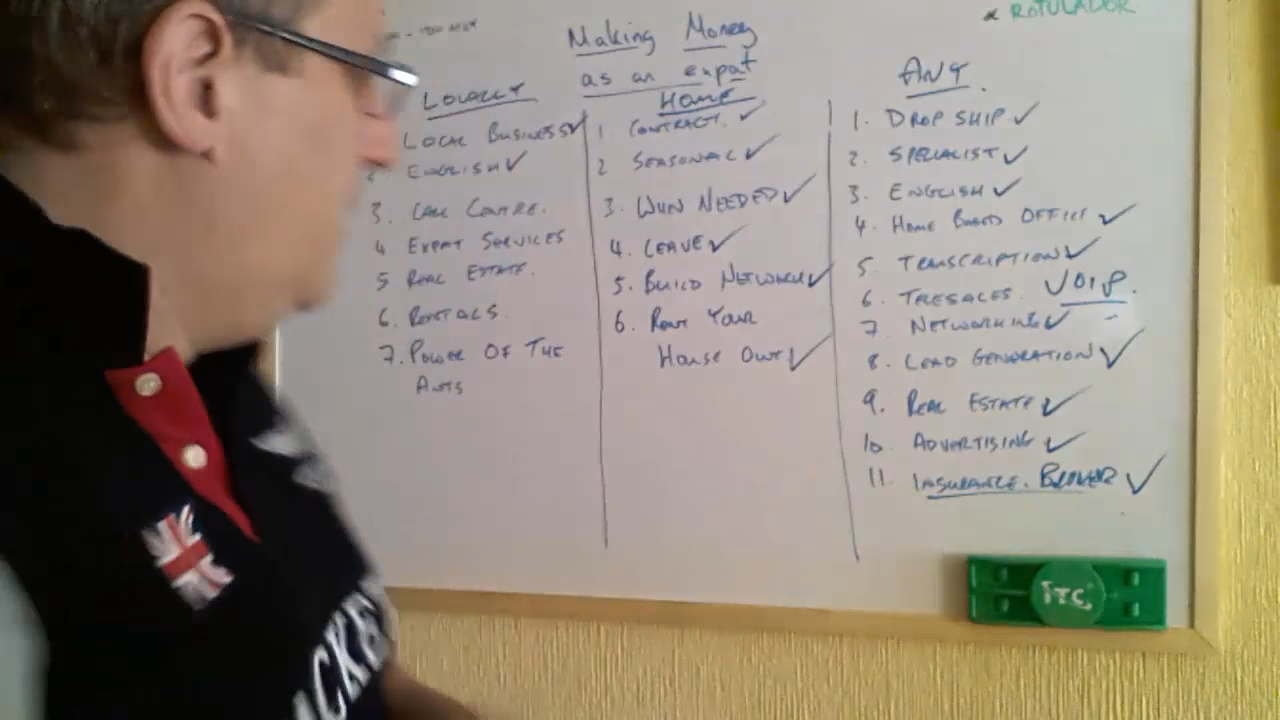 ROTULADOR
Making Money
as an expat
LOCALLY
LOCAL BUSINESS ✓
ENGLISH ✓
3. CALL CENTRE.
4 EXPAT SERVICES
5 REAL ESTATE.
6. RENTALS.
7. POWER OF THE
HOME
1 CONTRACT. ✓
2 SEASONAL ✓
3. WHN NEEDED ✓
4. LEAVE ✓
5. BUILD NETWORK ✓
6. RENT YOUR
HOUSE OUT ✓
ANY.
1. DROP SHIP ✓
2. SPECIALIST ✓
3. ENGLISH ✓
4. HOME BASED OFFICE ✓
5 TRANSCRIPTION ✓
6. TELESALES. VOIP.
7 NETWORKING ✓
8. LEAD GENERATION ✓
9. REAL ESTATE ✓
10. ADVERTISING ✓
11. INSURANCE. BROKER ✓
ITC
ACKE